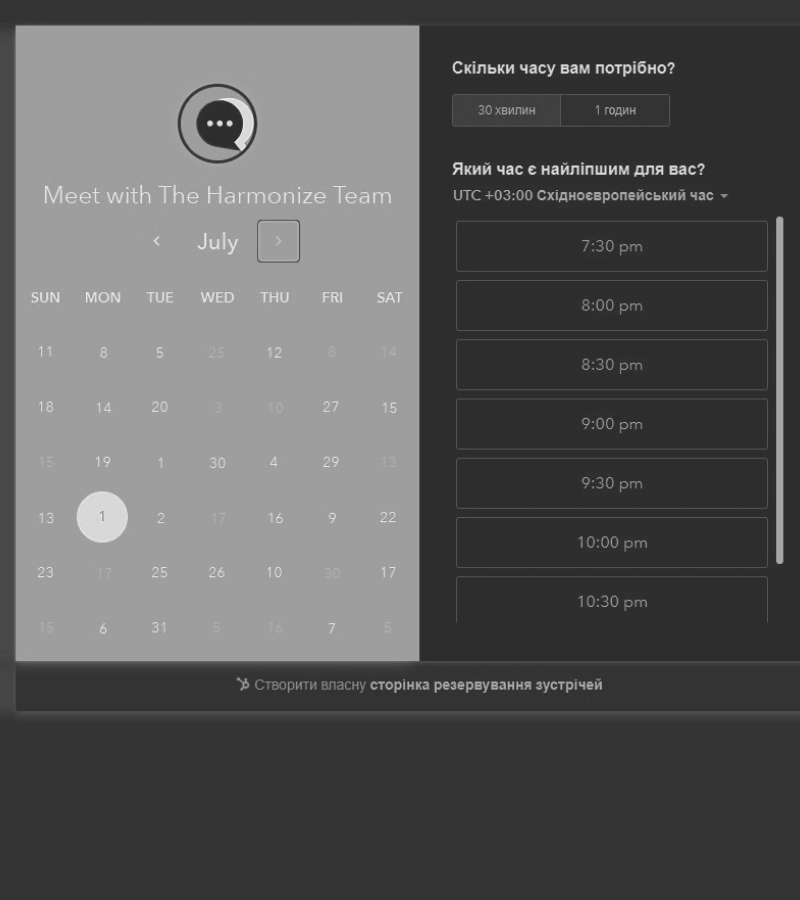 Meet with The Harmonize Team
July
SUN MON TUE WED THU FRI SAT
11 8 5 25 12 8 14
18 14 20 3 10 27 15
15 19 1 30 4 29 13
13 1 2 17 16 9 22
23 17 25 26 10 30 17
15 6 31 5 16 7 5
Скільки часу вам потрібно?
30 хвилин 1 годин
Який час є найліпшим для вас?
UTC +03:00 Східноєвропейський час
7:30 pm
8:00 pm
8:30 pm
9:00 pm
9:30 pm
10:00 pm
10:30 pm
Створити власну сторінка резервування зустрічей